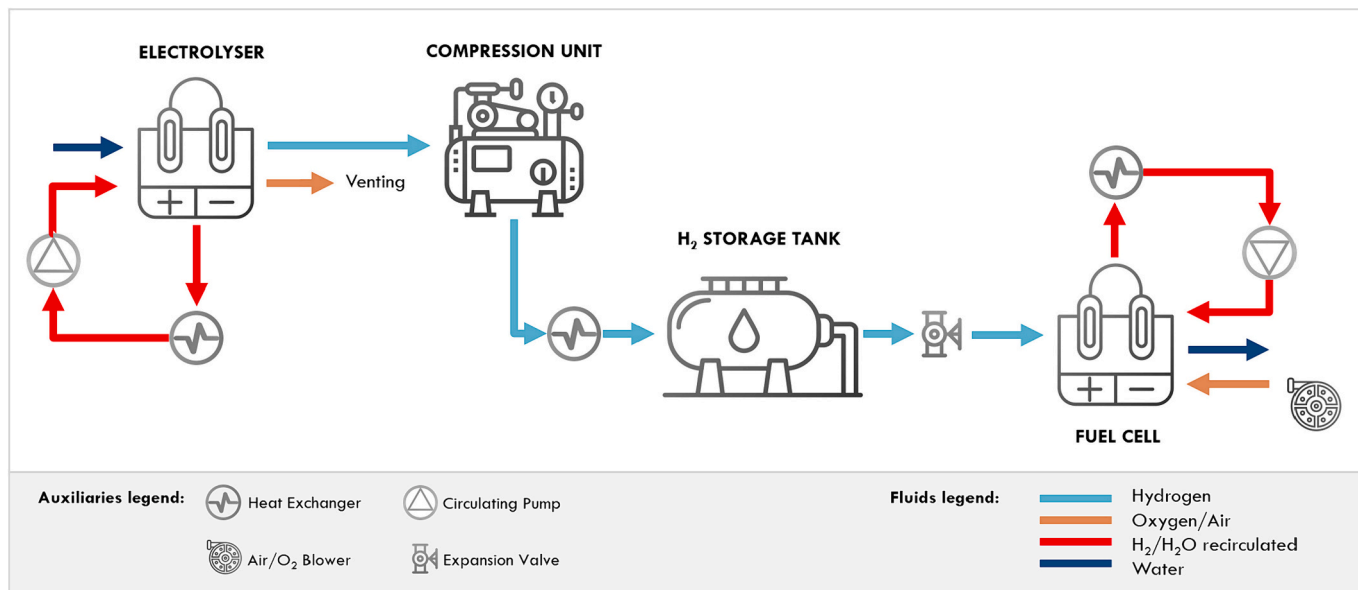 ELECTROLYSER
COMPRESSION UNIT
Venting
H₂ STORAGE TANK
FUEL CELL
Auxiliaries legend:
Heat Exchanger
Circulating Pump
Air/O₂ Blower
Expansion Valve
Fluids legend:
Hydrogen
Oxygen/Air
H₂/H₂O recirculated
Water